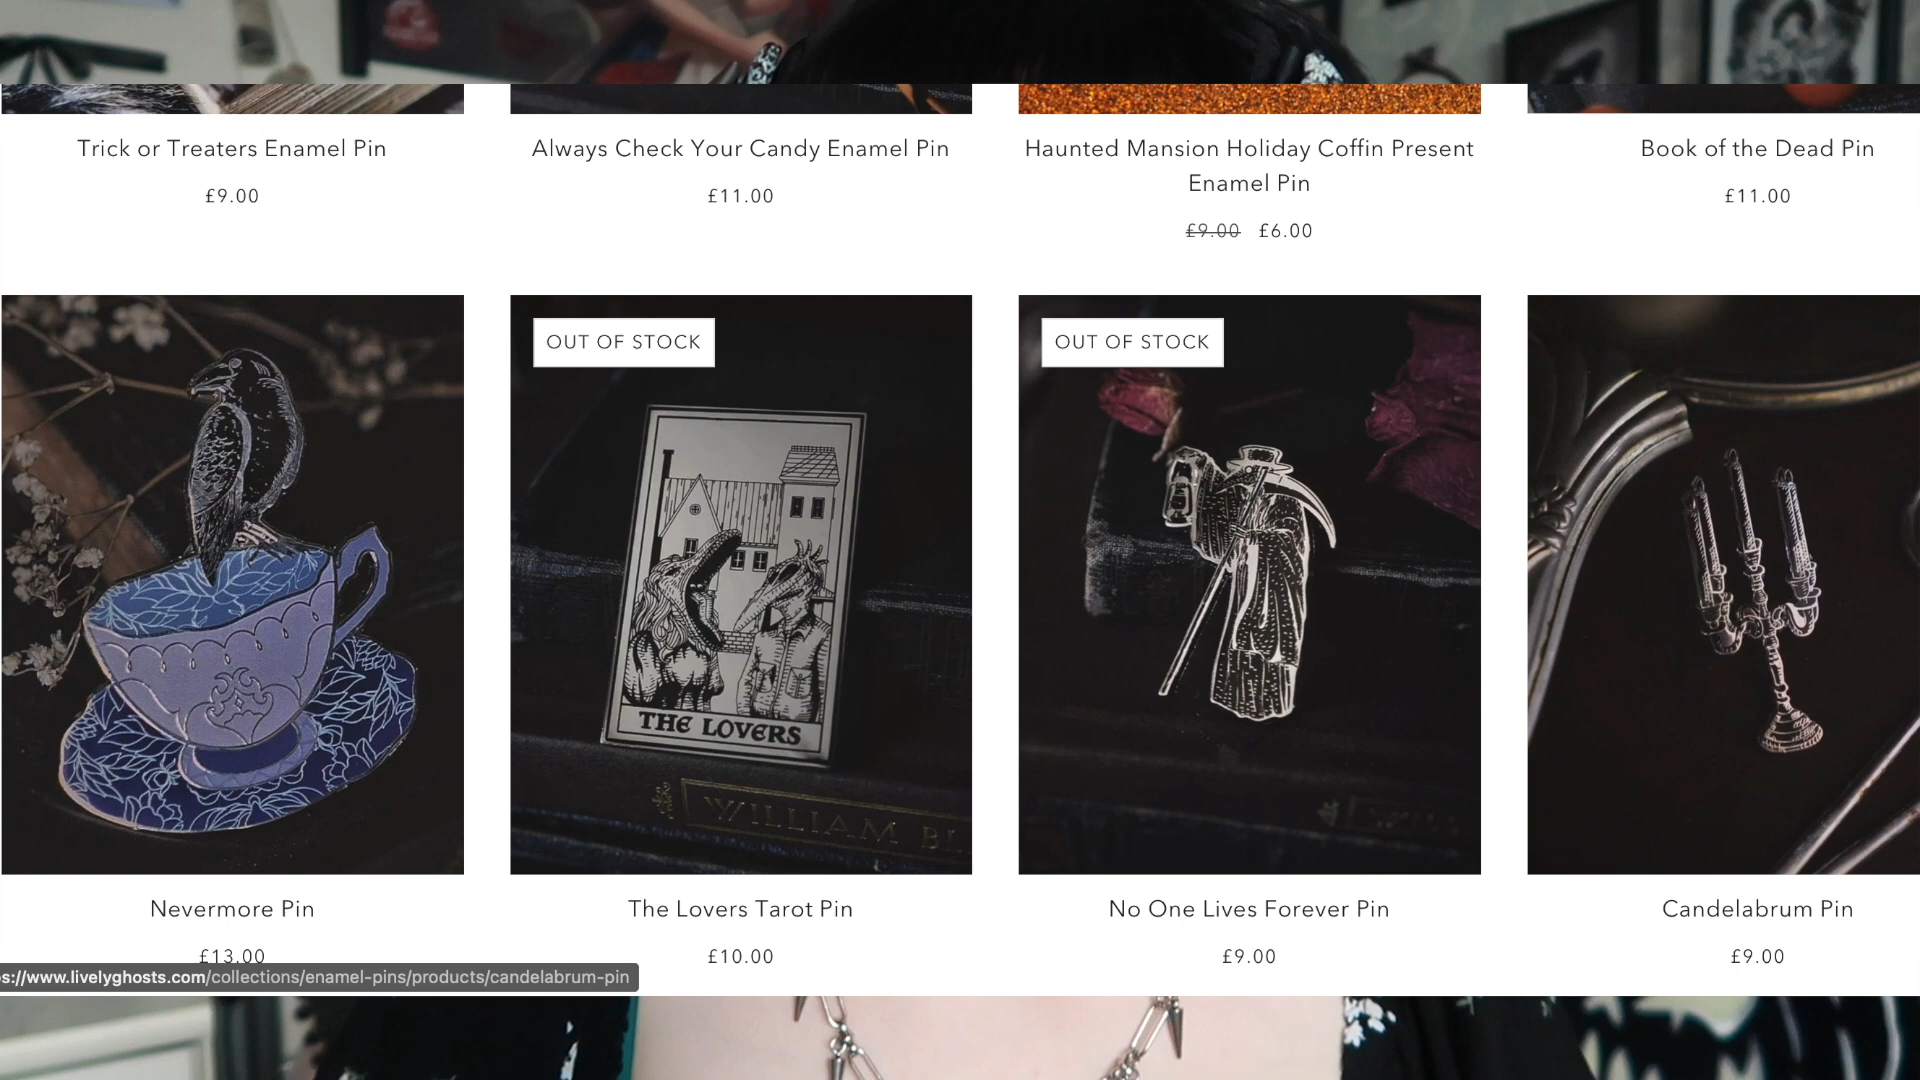 Trick or Treaters Enamel Pin
£9.00
Always Check Your Candy Enamel Pin
£11.00
Haunted Mansion Holiday Coffin Present
Enamel Pin
£9.00 £6.00
Book of the Dead Pin
£11.00
OUT OF STOCK
THE LOVERS
WILLIAM BL
OUT OF STOCK
Nevermore Pin
£13.00
The Lovers Tarot Pin
£10.00
No One Lives Forever Pin
£9.00
Candelabrum Pin
£9.00
s://www.livelyghosts.com/collections/enamel-pins/products/candelabrum-pin